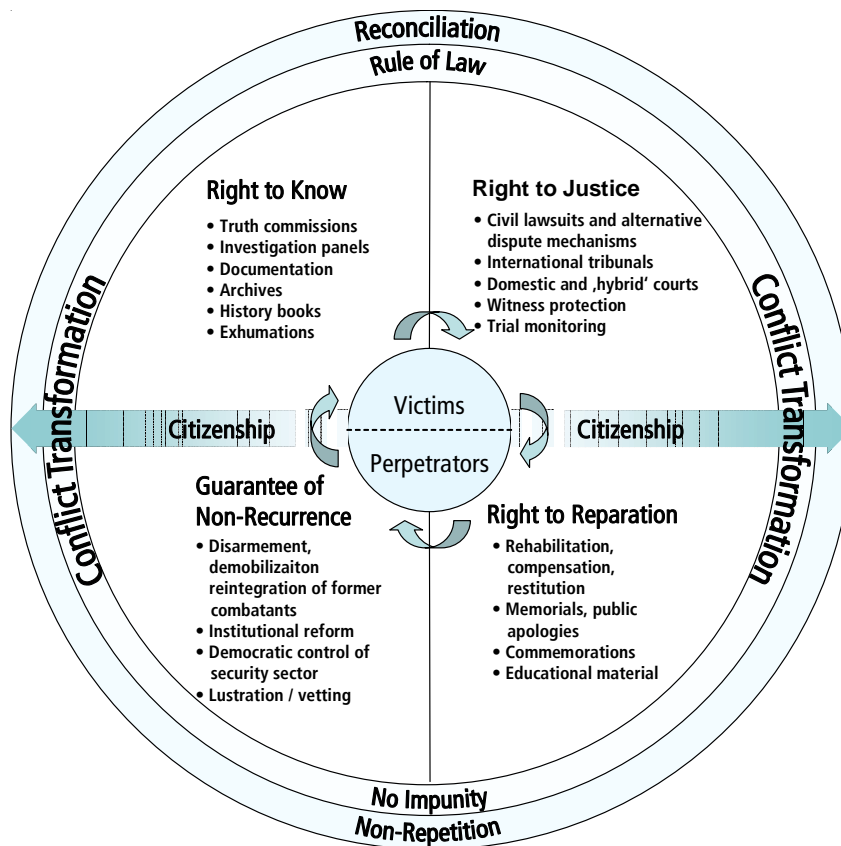 Reconciliation
Rule of Law
Right to Know
• Truth commissions
• Investigation panels
• Documentation
• Archives
• History books
• Exhumations
Right to Justice
• Civil lawsuits and alternative
dispute mechanisms
• International tribunals
• Domestic and ‚hybrid‘ courts
• Witness protection
• Trial monitoring
Conflict Transformation
Conflict Transformation
Citizenship
Victims
Perpetrators
Citizenship
Guarantee of
Non-Recurrence
• Disarmement,
demobilizaiton
reintegration of former
combatants
• Institutional reform
• Democratic control of
security sector
• Lustration / vetting
Right to Reparation
• Rehabilitation,
compensation,
restitution
• Memorials, public
apologies
• Commemorations
• Educational material
No Impunity
Non-Repetition